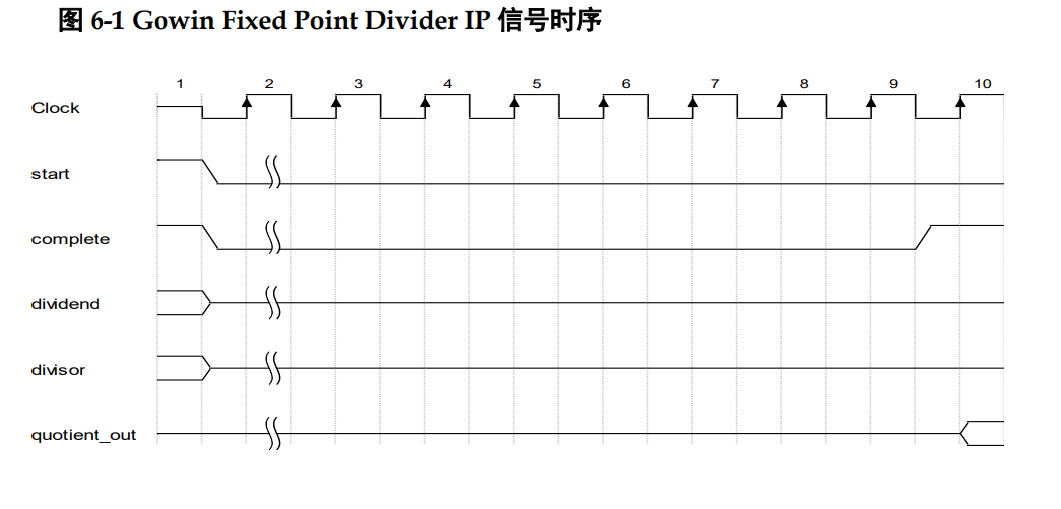 图 6-1 Gowin Fixed Point Divider IP 信号时序
1 2 3 4 5 6 7 8 9 10
Clock
start
complete
dividend
divisor
quotient_out